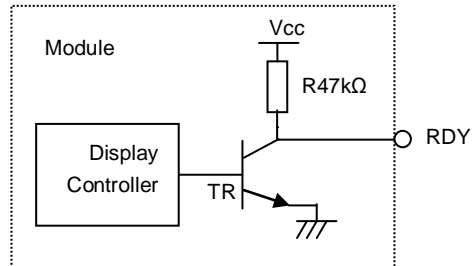 Vcc
Module
R47kΩ
RDY
Display
Controller
TR